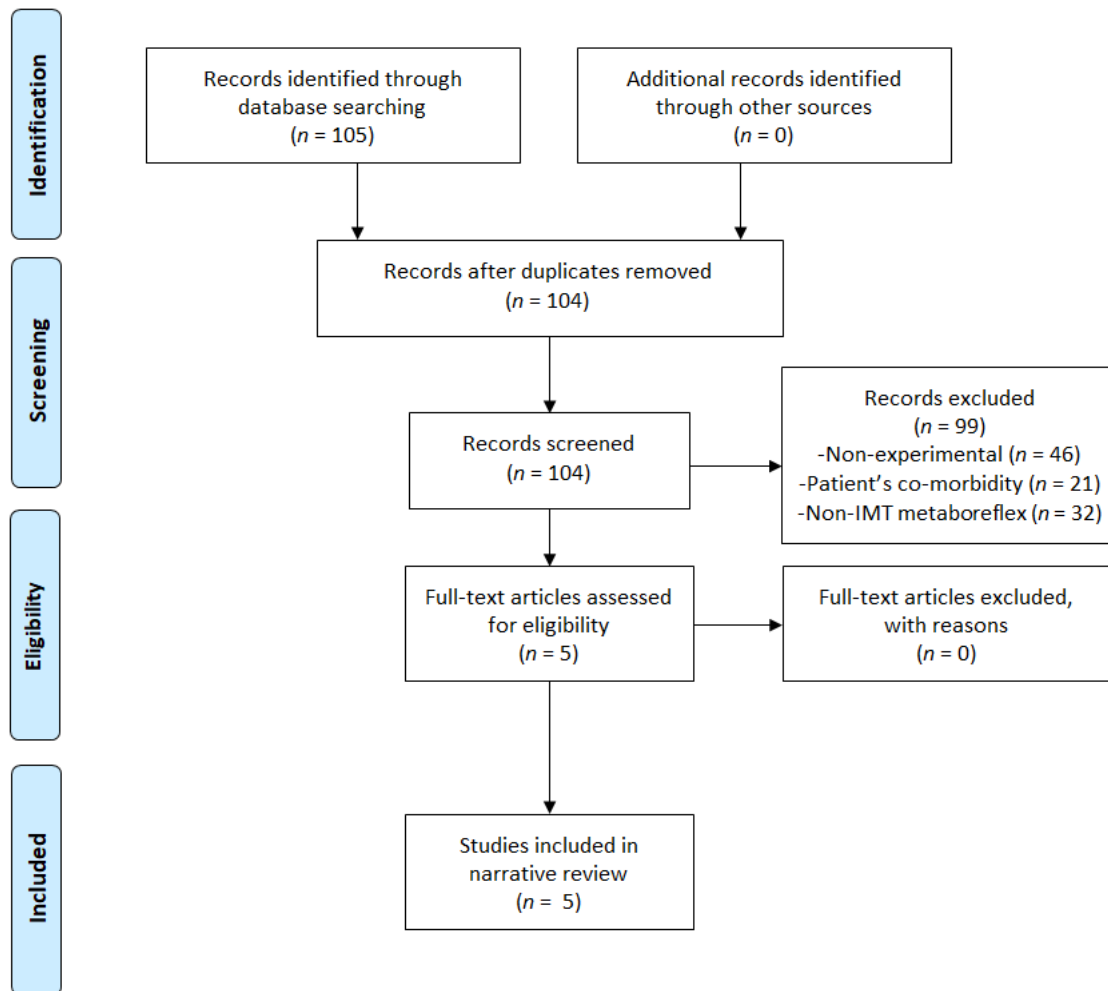 Identification
Records identified through
database searching
(n = 105)
Additional records identified
through other sources
(n = 0)
Screening
Records after duplicates removed
(n = 104)
Records screened
(n = 104)
Records excluded
(n = 99)
-Non-experimental (n = 46)
-Patient's co-morbidity (n = 21)
-Non-IMT metaboreflex (n = 32)
Eligibility
Full-text articles assessed
for eligibility
(n = 5)
Full-text articles excluded,
with reasons
(n = 0)
Included
Studies included in
narrative review
(n = 5)